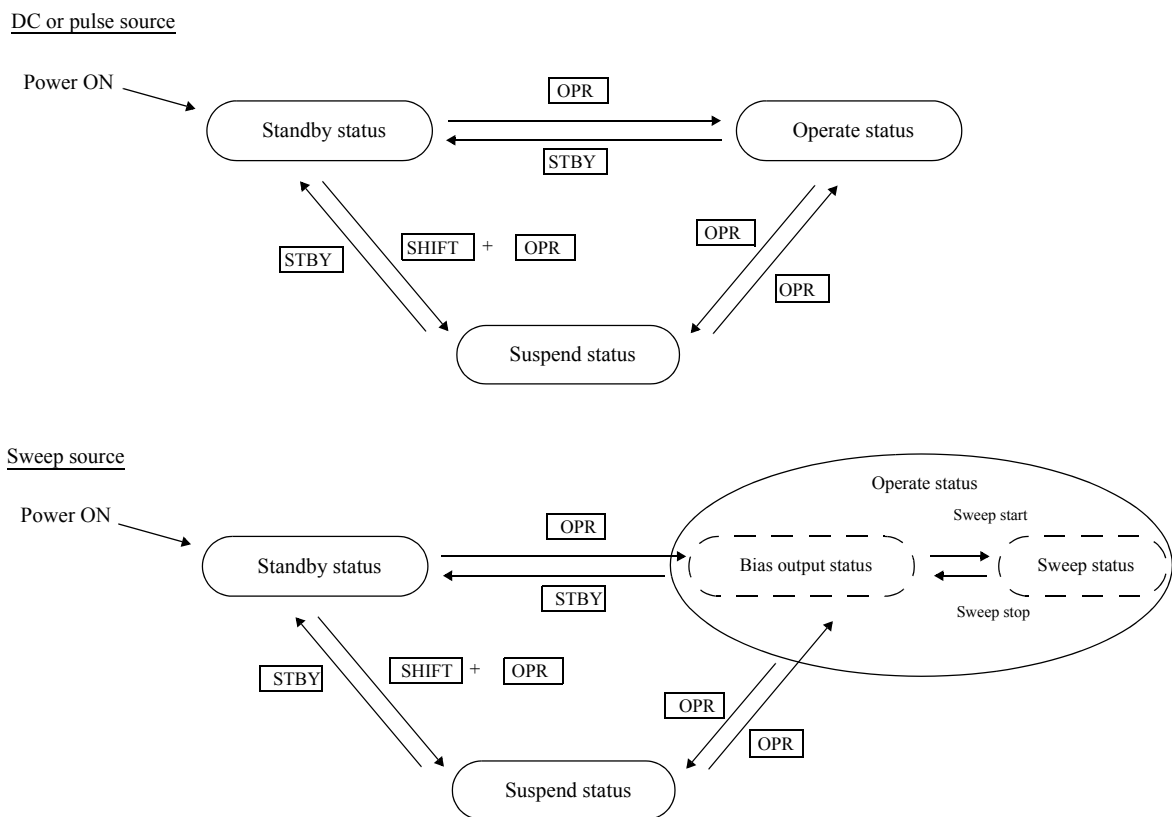 DC or pulse source
Power ON
OPR
Standby status
Operate status
STBY
OPR
SHIFT + OPR
STBY
OPR
Suspend status
Sweep source
Operate status
Power ON
Sweep start
OPR
Standby status
Bias output status
Sweep status
STBY
Sweep stop
SHIFT + OPR
STBY
OPR
OPR
Suspend status